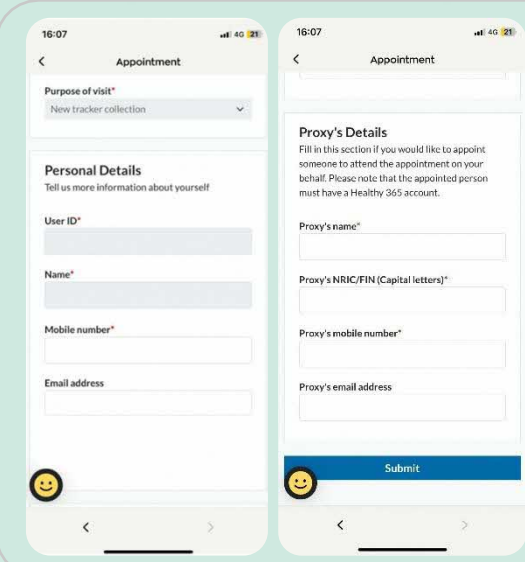 16:07
4G 21
Appointment
Purpose of visit*
New tracker collection
Personal Details
Tell us more information about yourself
User ID*
Name*
Mobile number*
Email address
16:07
4G 21
Appointment
Proxy's Details
Fill in this section if you would like to appoint
someone to attend the appointment on your
behalf. Please note that the appointed person
must have a Healthy 365 account.
Proxy's name*
Proxy's NRIC/FIN (Capital letters)*
Proxy's mobile number*
Proxy's email address
Submit